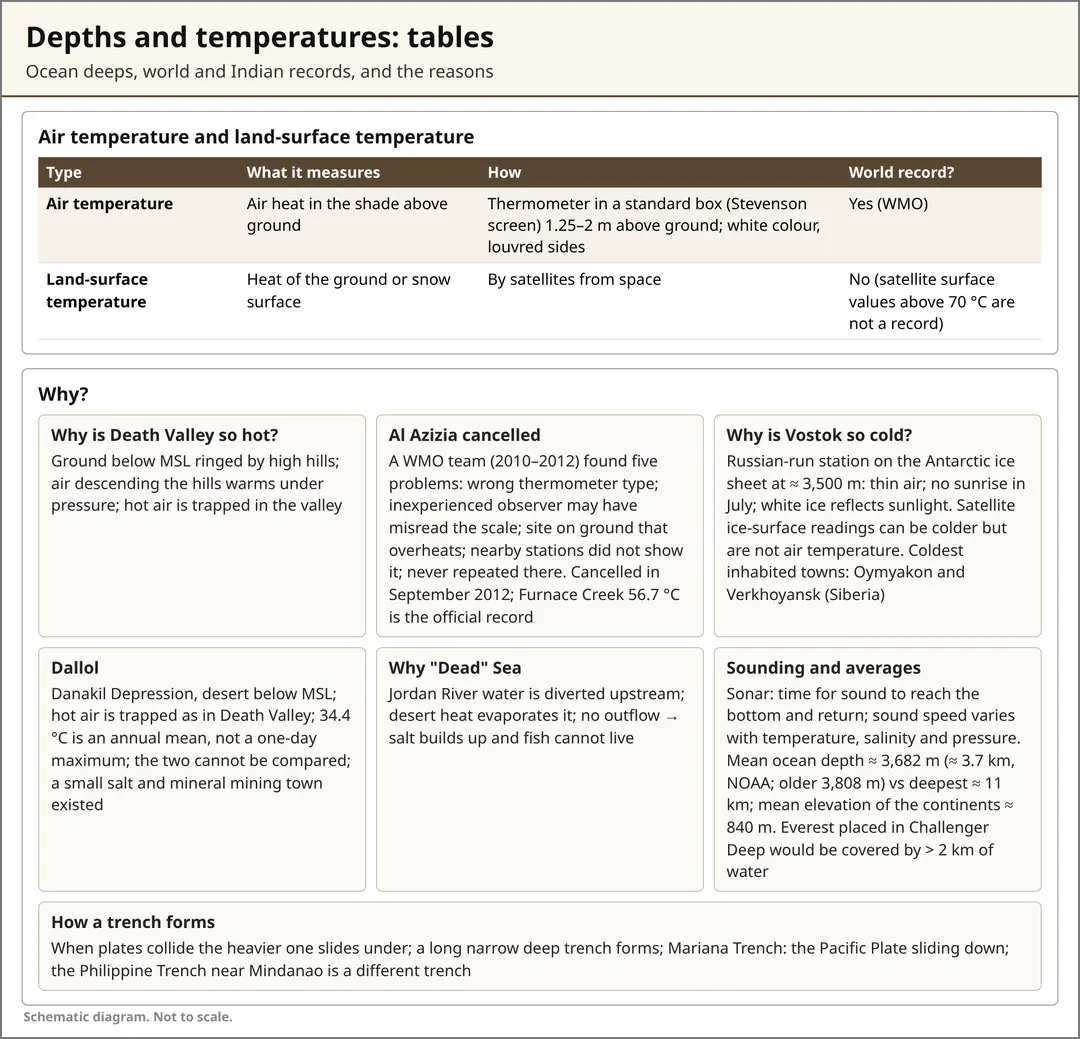 Depths and temperatures: tables
Ocean deeps, world and Indian records, and the reasons
Air temperature and land-surface temperature
Type What it measures How World record?
Air temperature Air heat in the shade above Thermometer in a standard box (Stevenson Yes (WMO)
ground screen) 1.25–2 m above ground; white colour,
louvred sides
Land-surface Heat of the ground or snow By satellites from space No (satellite surface
temperature surface values above 70 °C are
not a record)
Why?
Why is Death Valley so hot?
Ground below MSL ringed by high hills;
air descending the hills warms under
pressure; hot air is trapped in the valley
Al Azizia cancelled
A WMO team (2010–2012) found five
problems: wrong thermometer type;
inexperienced observer may have
misread the scale; site on ground that
overheats; nearby stations did not show
it; never repeated there. Cancelled in
September 2012; Furnace Creek 56.7 °C
is the official record
Why is Vostok so cold?
Russian-run station on the Antarctic ice
sheet at ≈ 3,500 m: thin air; no sunrise in
July; white ice reflects sunlight. Satellite
ice-surface readings can be colder but
are not air temperature. Coldest
inhabited towns: Oymyakon and
Verkhoyansk (Siberia)
Dallol
Danakil Depression, desert below MSL;
hot air is trapped as in Death Valley; 34.4
°C is an annual mean, not a one-day
maximum; the two cannot be compared;
a small salt and mineral mining town
existed
Why "Dead" Sea
Jordan River water is diverted upstream;
desert heat evaporates it; no outflow →
salt builds up and fish cannot live
Sounding and averages
Sonar: time for sound to reach the
bottom and return; sound speed varies
with temperature, salinity and pressure.
Mean ocean depth ≈ 3,682 m (≈ 3.7 km,
NOAA; older 3,808 m) vs deepest ≈ 11
km; mean elevation of the continents ≈
840 m. Everest placed in Challenger
Deep would be covered by > 2 km of
water
How a trench forms
When plates collide the heavier one slides under; a long narrow deep trench forms; Mariana Trench: the Pacific Plate sliding down;
the Philippine Trench near Mindanao is a different trench
Schematic diagram. Not to scale.